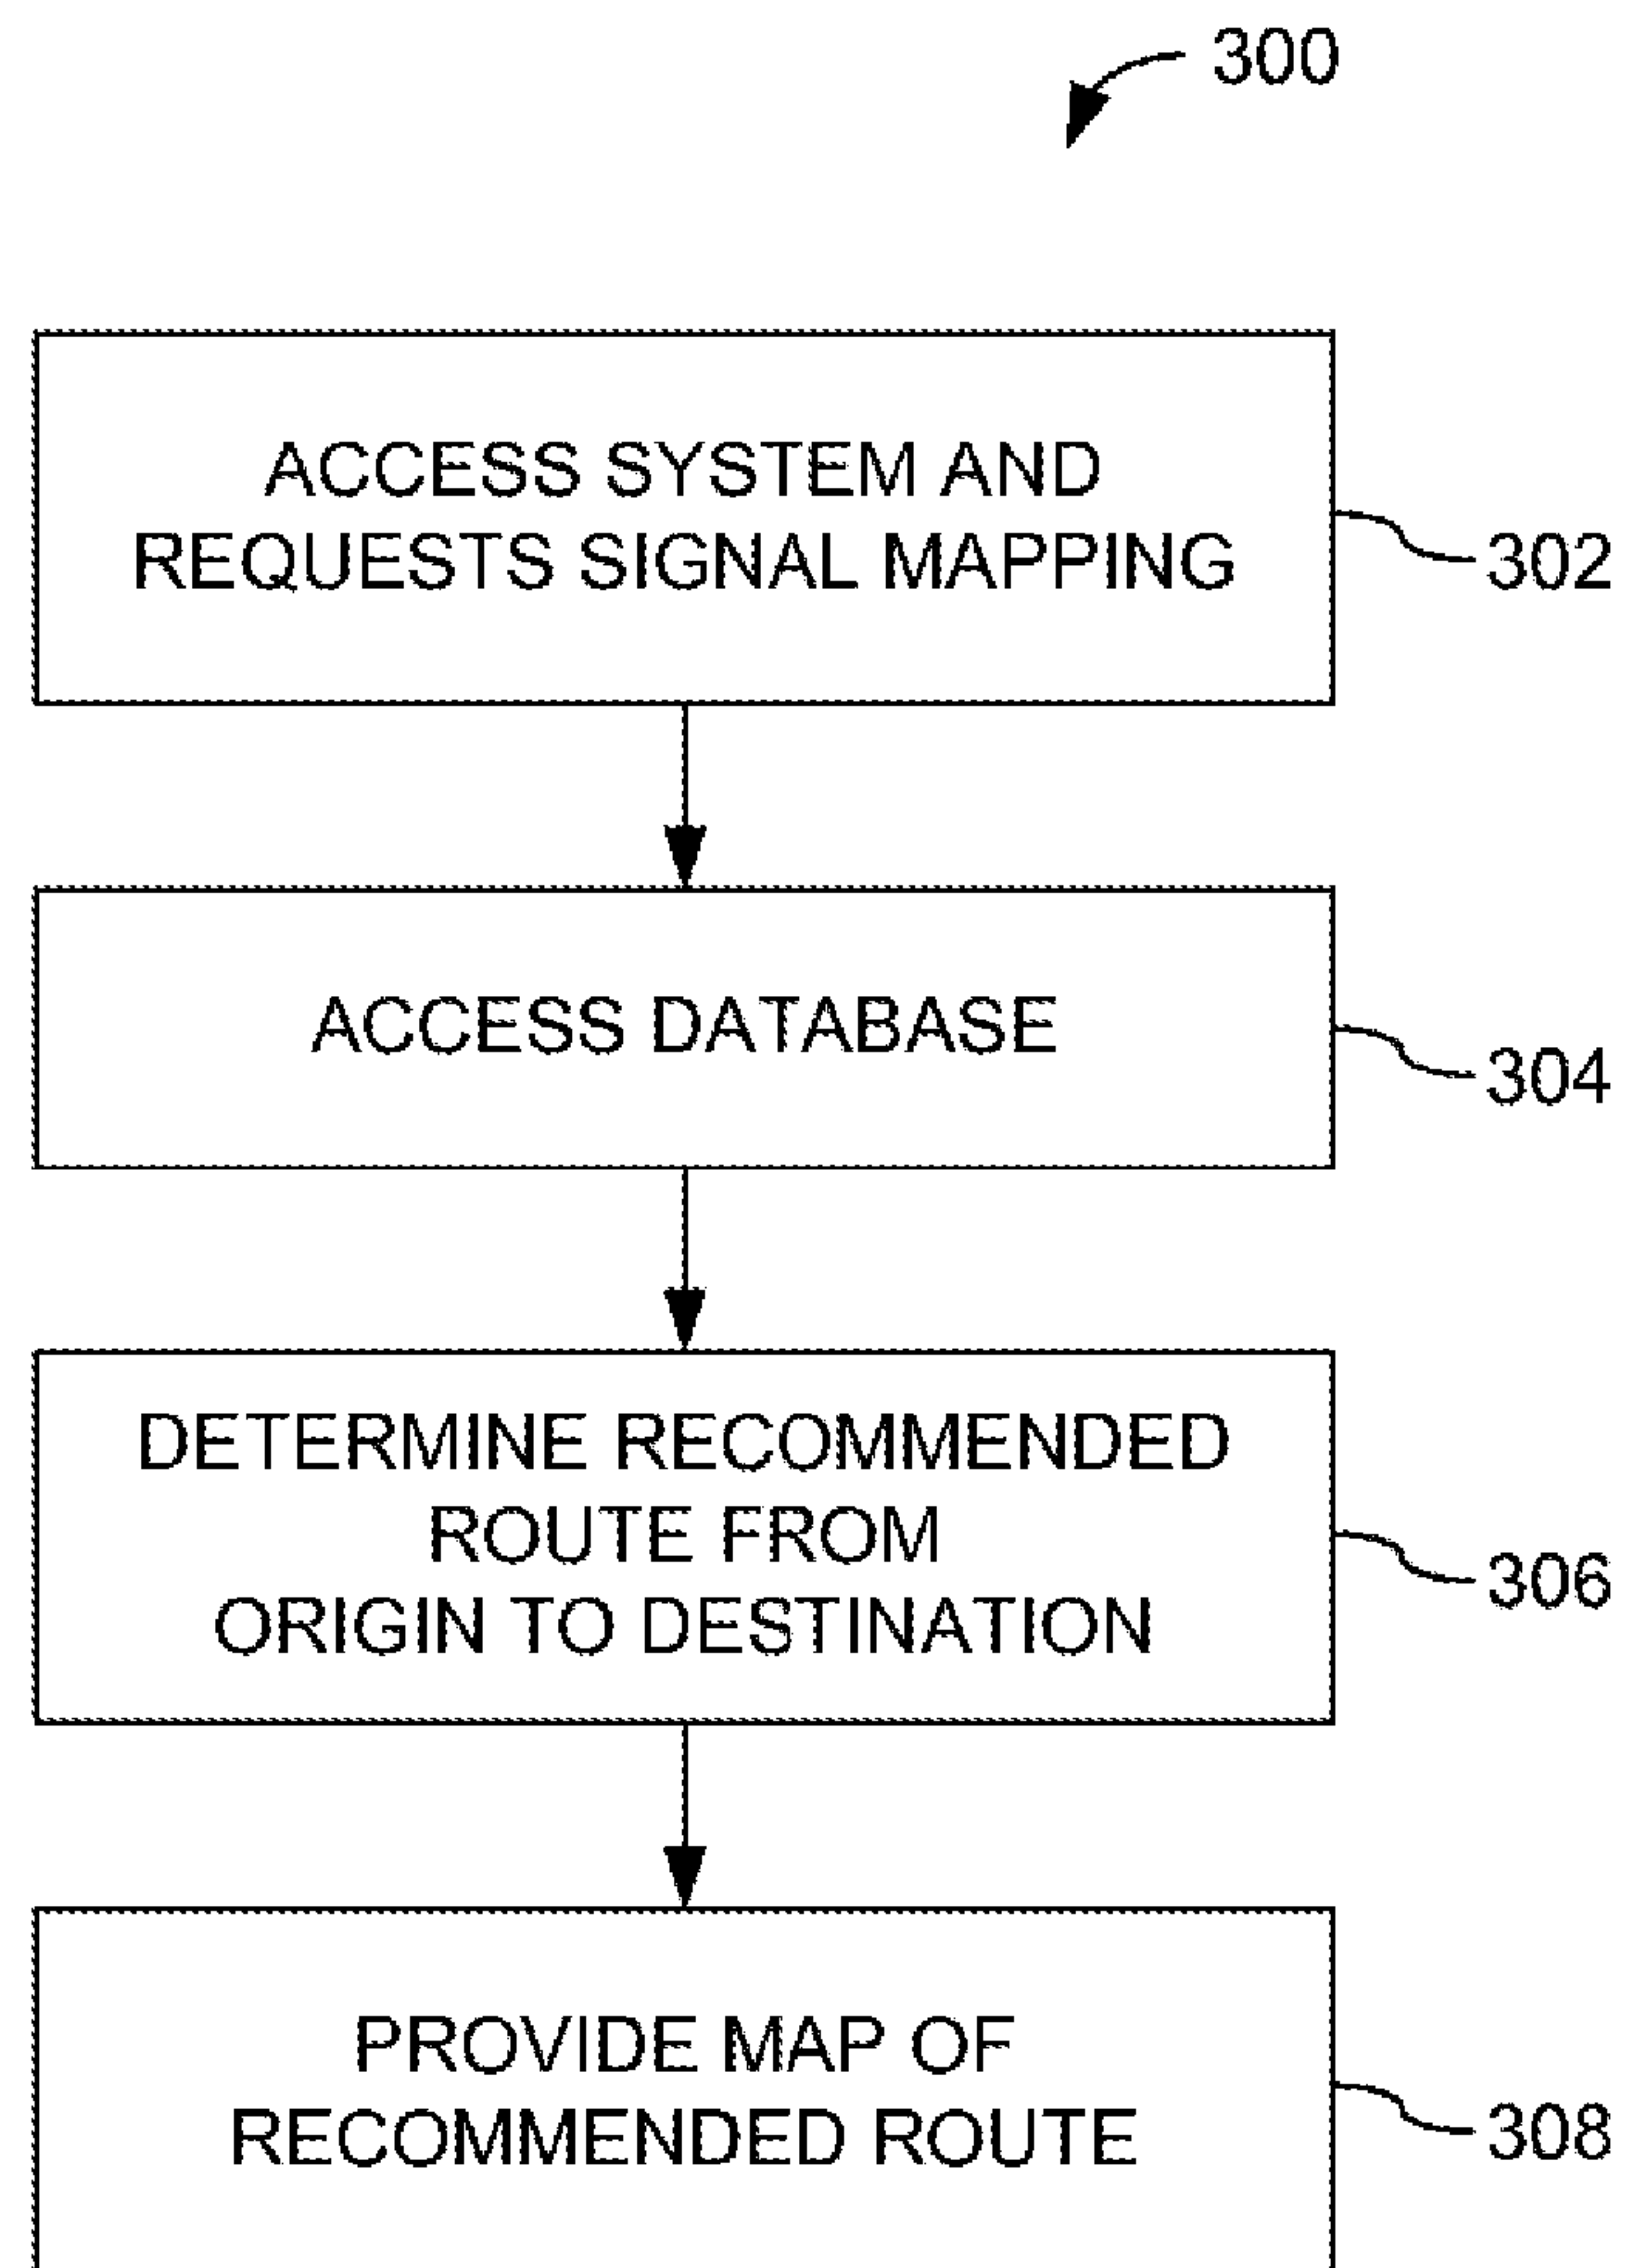 300
ACCESS SYSTEM AND
REQUESTS SIGNAL MAPPING
302
ACCESS DATABASE
304
DETERMINE RECOMMENDED
ROUTE FROM
ORIGIN TO DESTINATION
306
PROVIDE MAP OF
RECOMMENDED ROUTE
308